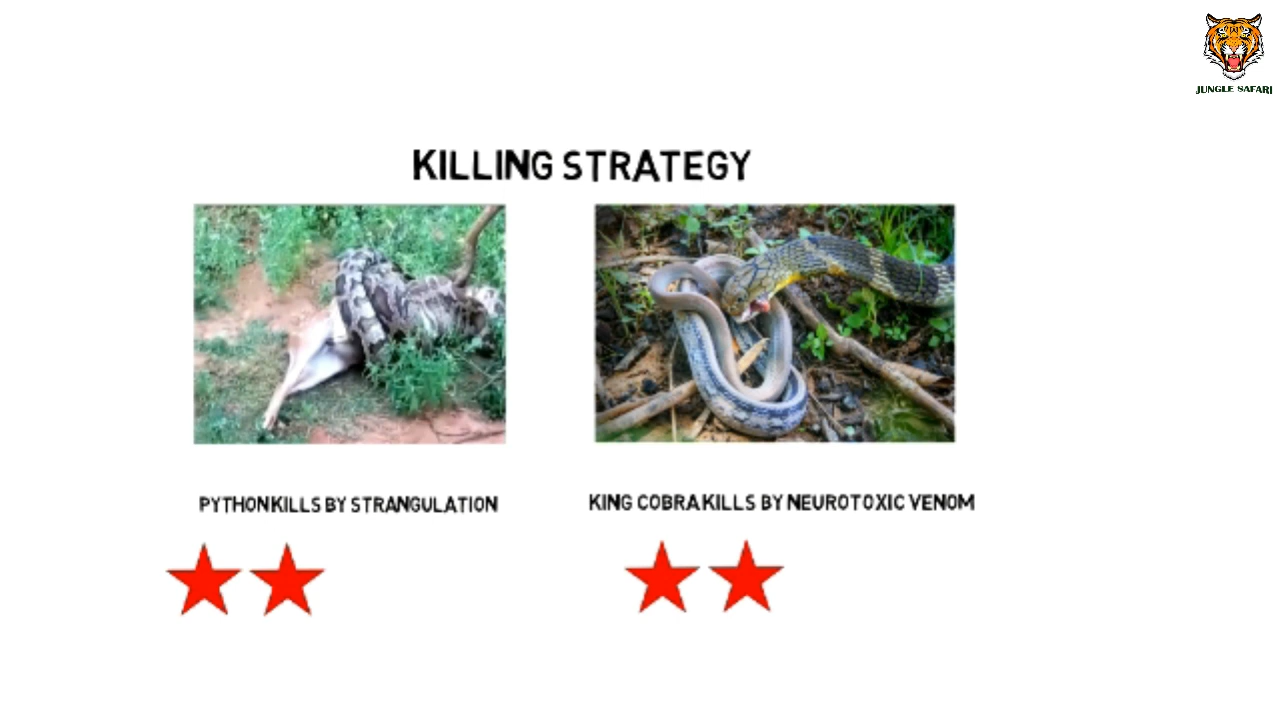 JUNGLE SAFARI
KILLING STRATEGY
PYTHON KILLS BY STRANGULATION
KING COBRA KILLS BY NEUROTOXIC VENOM